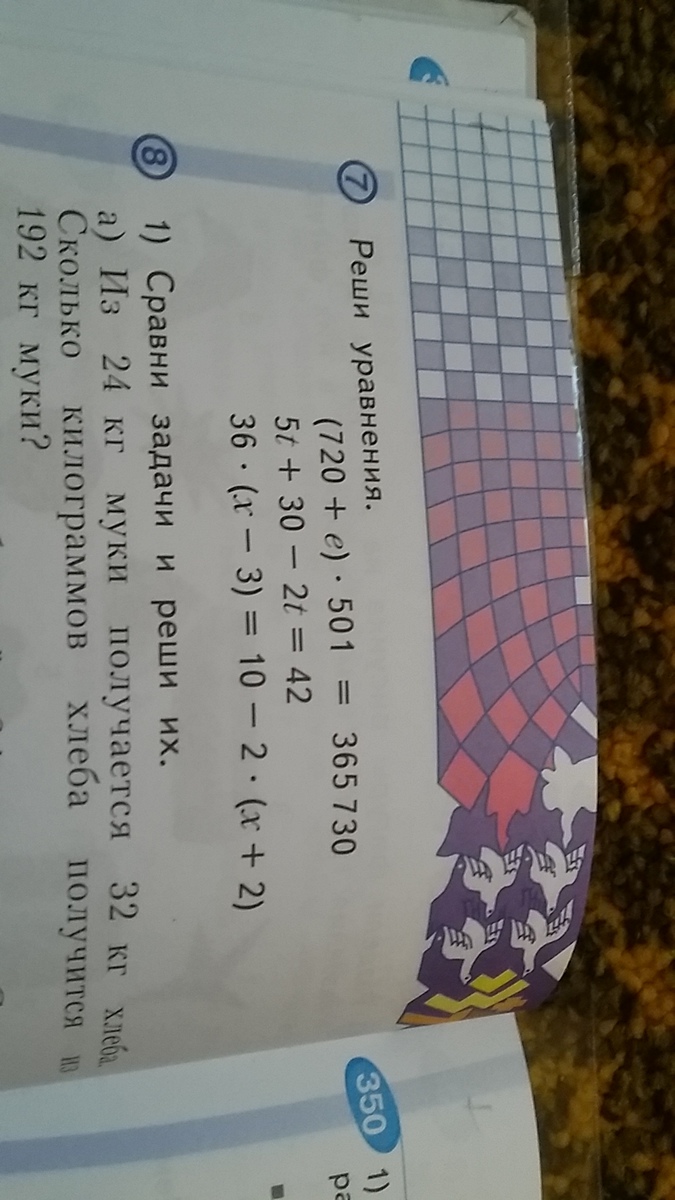 7 Реши уравнения.
(720 + e) · 501 = 365 730
5t + 30 − 2t = 42
36 · (x − 3) = 10 − 2 · (x + 2)
8 1) Сравни задачи и реши их.
а) Из 24 кг муки получается 32 кг хлеба.
Сколько килограммов хлеба получится из
192 кг муки?
350
1)